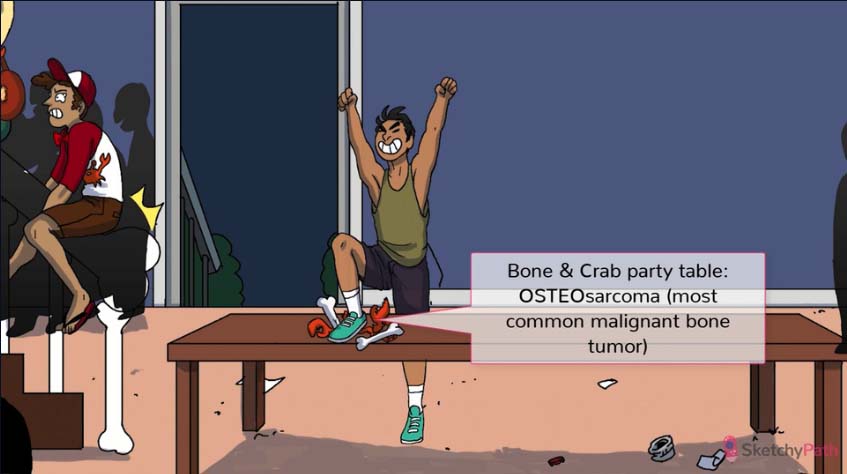 Bone & Crab party table:
OSTEOsarcoma (most
common malignant bone
tumor)
SketchyPath